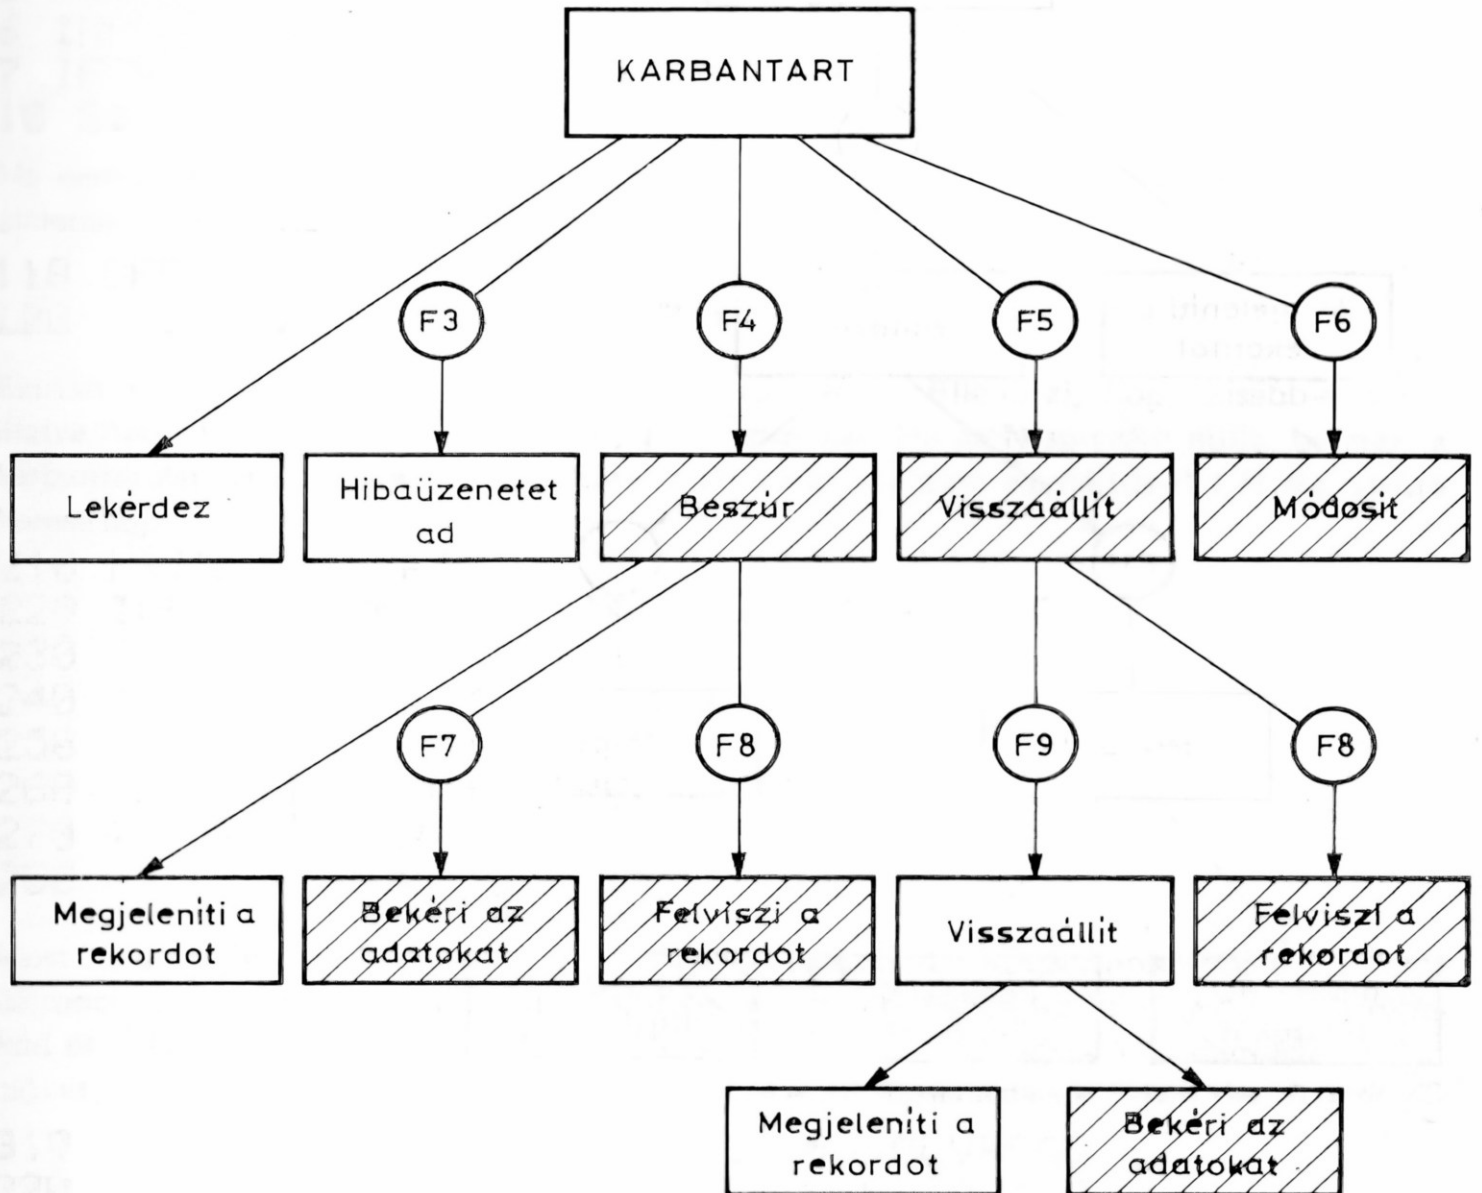 KARBANTART
F3
F4
F5
F6
Lekérdez
Hibaüzenetet
ad
Beszúr
Visszaállít
Módosít
F7
F8
F9
F8
Megjeleníti a
rekordot
Bekéri az
adatokat
Felviszi a
rekordot
Visszaállít
Felviszi a
rekordot
Megjeleníti a
rekordot
Bekéri az
adatokat